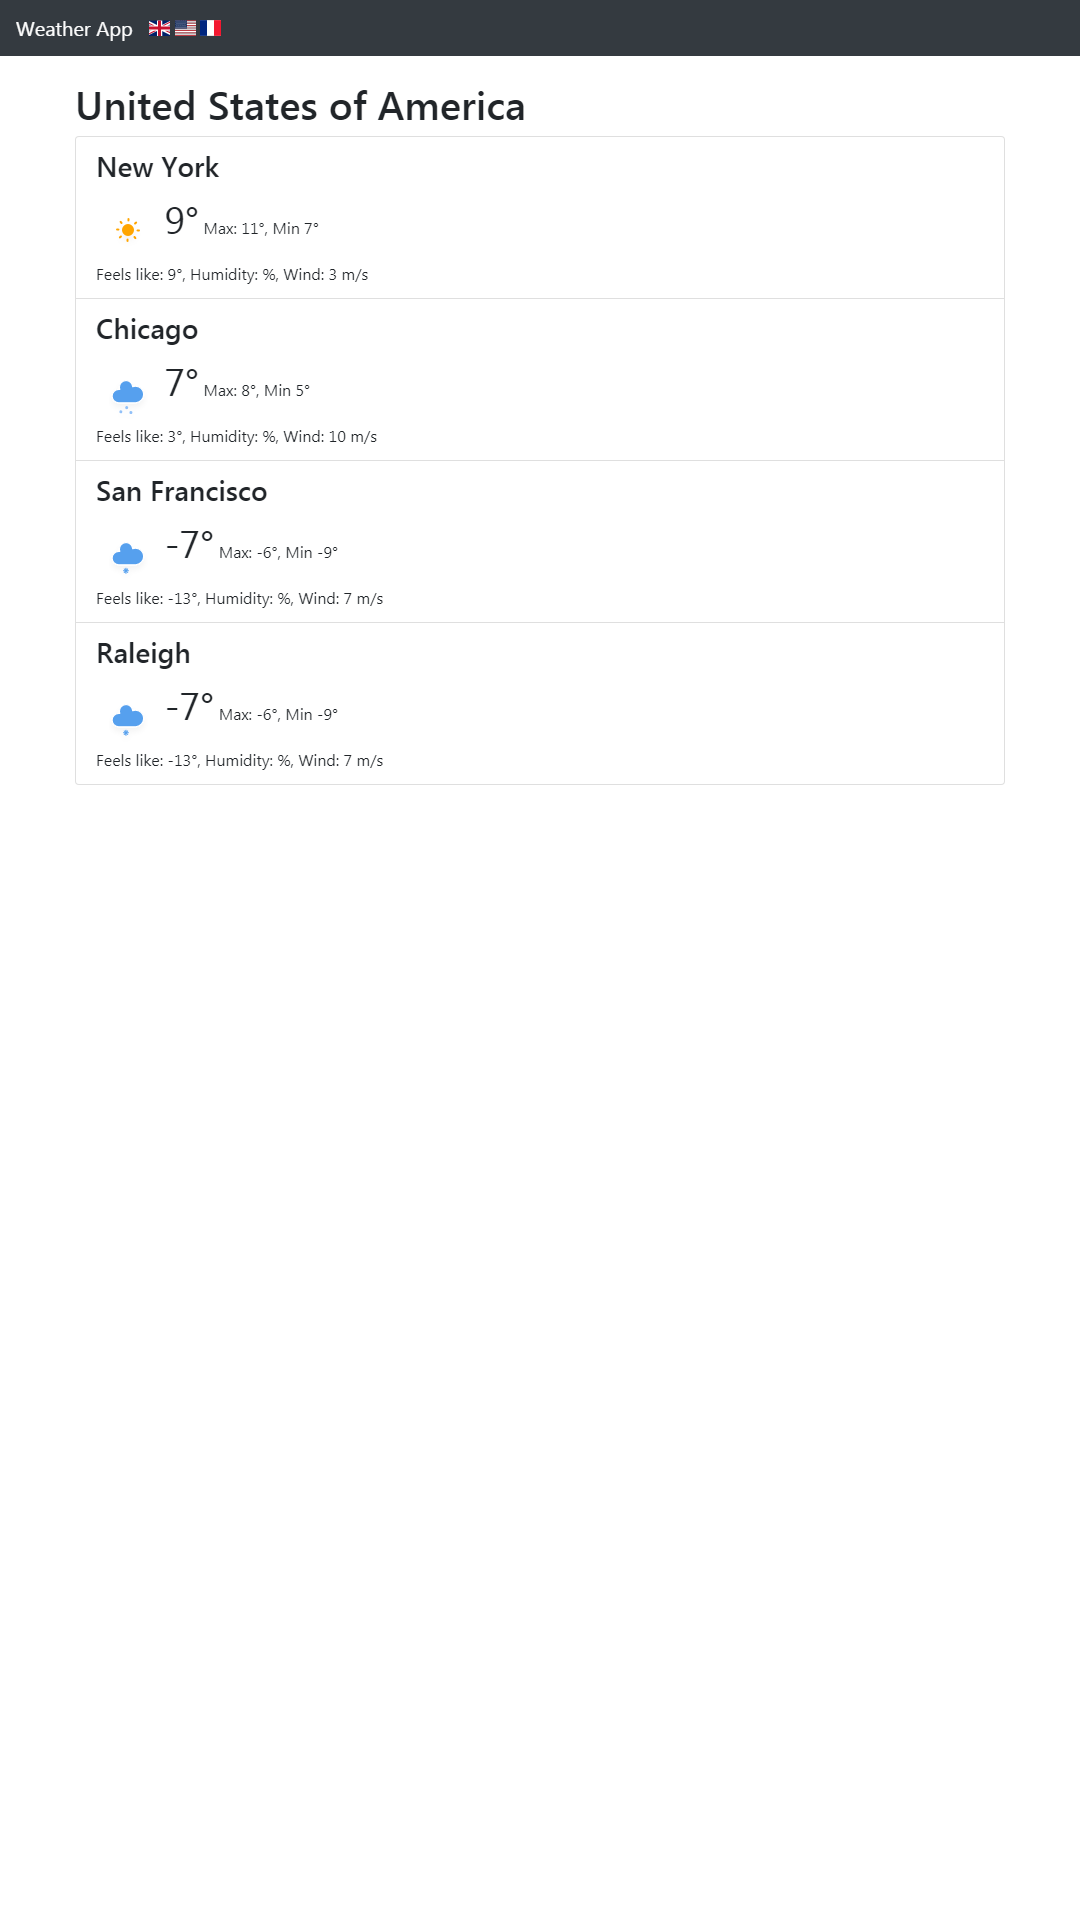 Weather App
United States of America
New York
9° Max: 11°, Min 7°
Feels like: 9°, Humidity: %, Wind: 3 m/s
Chicago
7° Max: 8°, Min 5°
Feels like: 3°, Humidity: %, Wind: 10 m/s
San Francisco
-7° Max: -6°, Min -9°
Feels like: -13°, Humidity: %, Wind: 7 m/s
Raleigh
-7° Max: -6°, Min -9°
Feels like: -13°, Humidity: %, Wind: 7 m/s